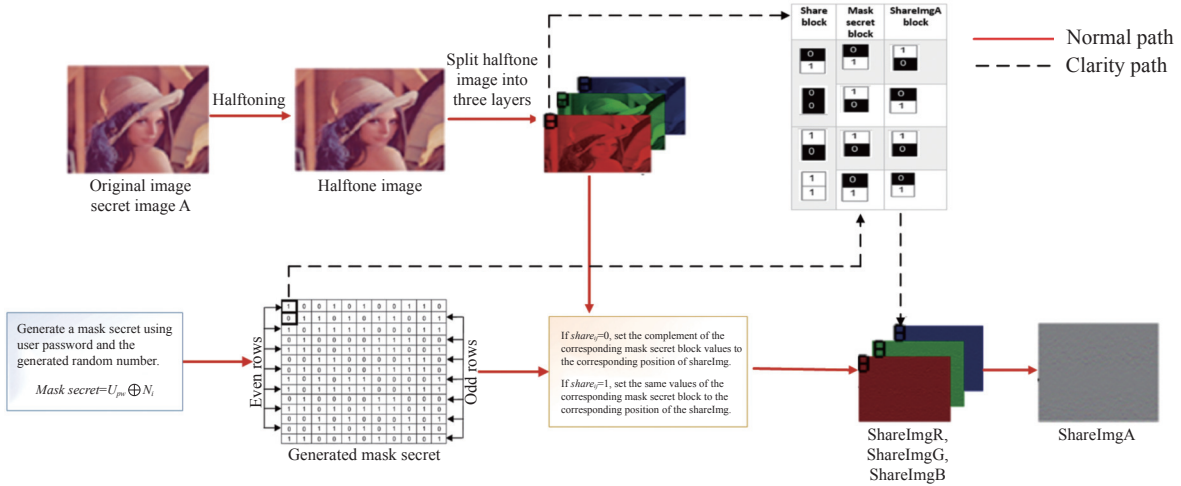 Original image
secret image A
Halftoning
Halftone image
Split halftone
image into
three layers
Share
block
Mask
secret
block
ShareImgA
block
0 0 1
1 1 0
0 1 0
0 0 1
1 1 1
0 0 0
1 0 0
1 1 1
Normal path
Clarity path
Generate a mask secret using
user password and the
generated random number.
Mask secret=U_pw ⊕ N_i
Even rows
Odd rows
Generated mask secret
If share_ij=0, set the complement of the
corresponding mask secret block values to
the corresponding position of shareImg.
If share_ij=1, set the same values of the
corresponding mask secret block to the
corresponding position of the shareImg.
ShareImgR,
ShareImgG,
ShareImgB
ShareImgA